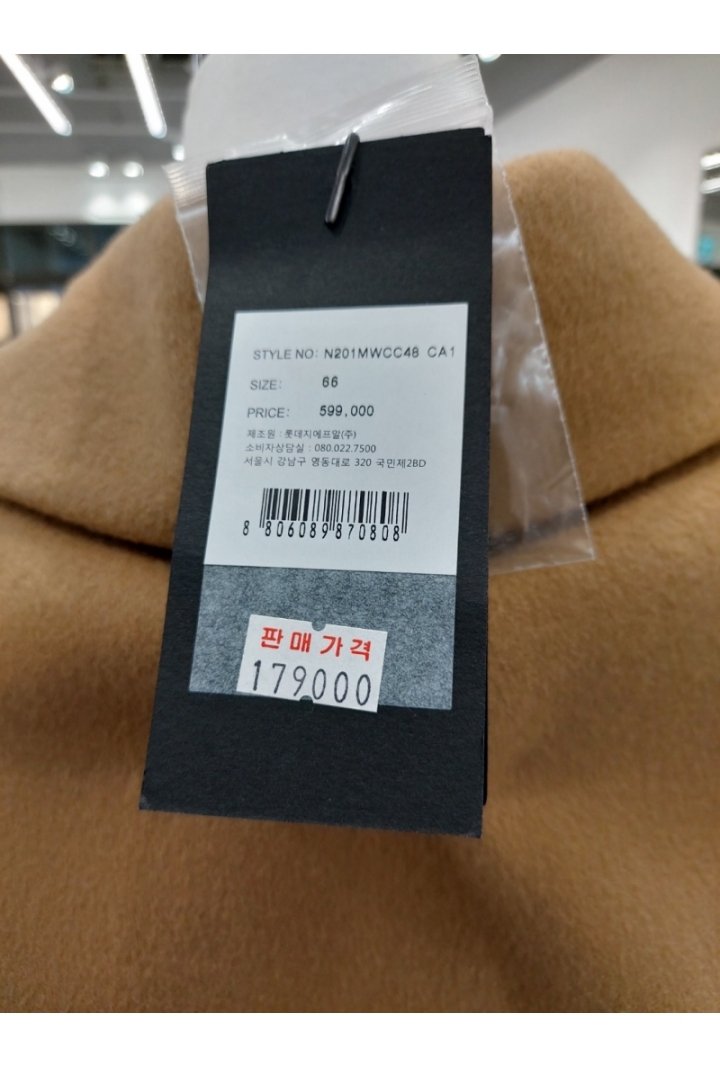 STYLE NO: N201MWCC48 CA1
SIZE: 66
PRICE: 599,000
제조원 : 롯데지에프알(주)
소비자상담실 : 080.022.7500
서울시 강남구 영동대로 320 국민제2BD
8 806089 870808
판매가격
179000